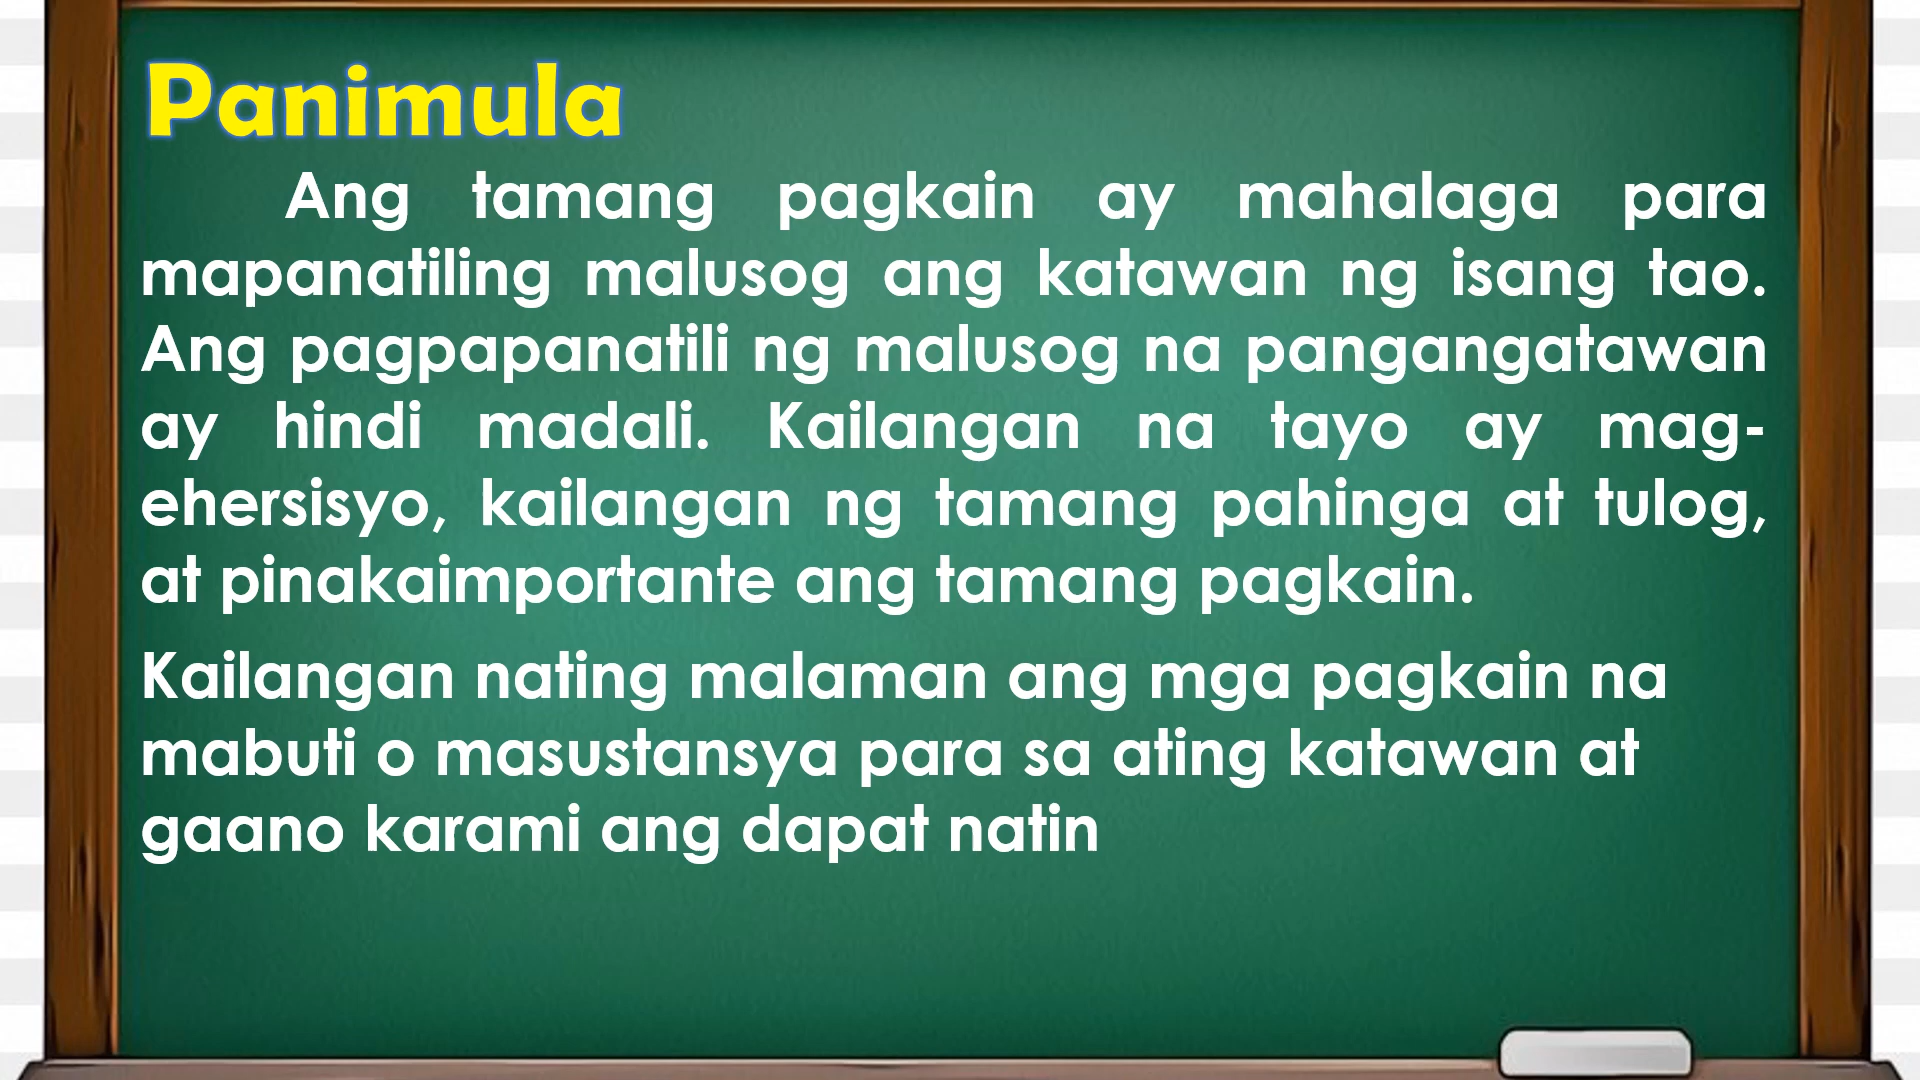 Panimula
Ang tamang pagkain ay mahalaga para
mapanatiling malusog ang katawan ng isang tao.
Ang pagpapanatili ng malusog na pangangatawan
ay hindi madali. Kailangan na tayo ay mag-
ehersisyo, kailangan ng tamang pahinga at tulog,
at pinakaimportante ang tamang pagkain.
Kailangan nating malaman ang mga pagkain na
mabuti o masustansya para sa ating katawan at
gaano karami ang dapat natin